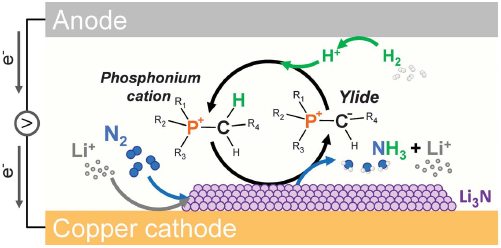 Anode
e⁻
H⁺
H₂
Phosphonium
cation
Ylide
R₁
H
R₂
P⁺
C
R₄
R₃
H
R₁
R₂
P⁺
C⁻
R₄
R₃
H
V
N₂
Li⁺
NH₃ + Li⁺
e⁻
Li₃N
Copper cathode